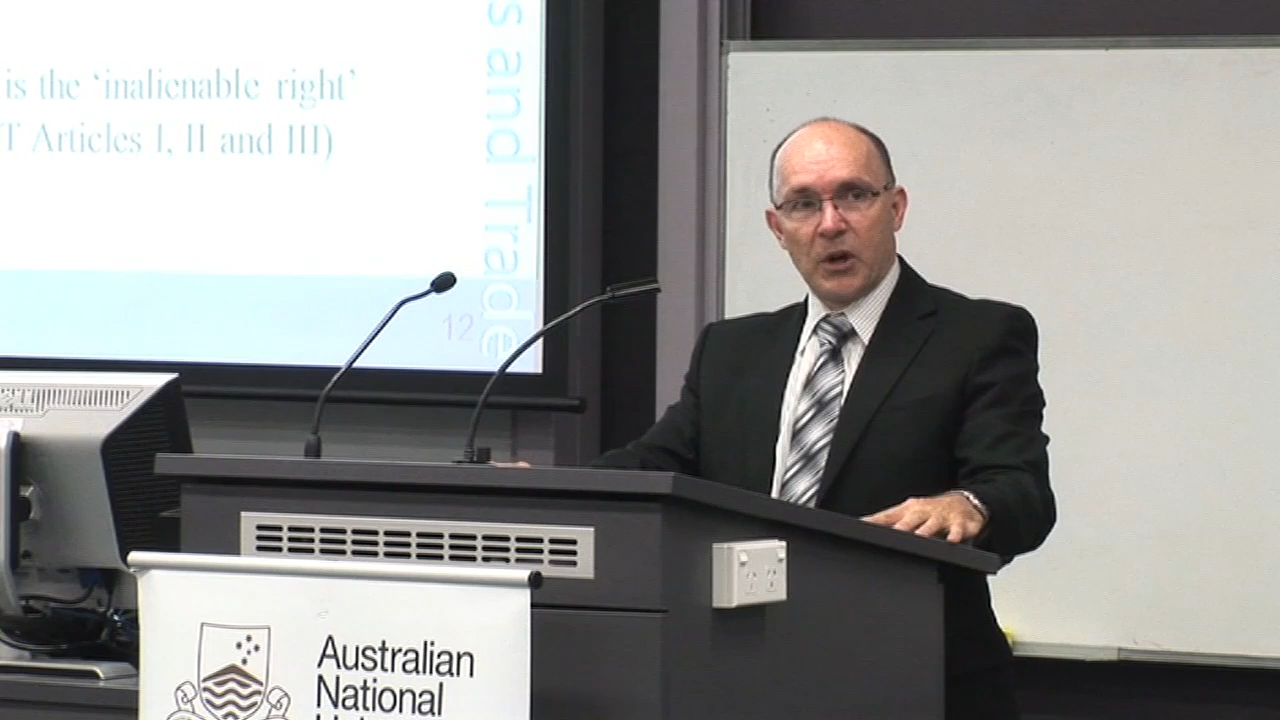 is the ‘inalienable right’
T Articles I, II and III)
s and Trade
12
Australian
National